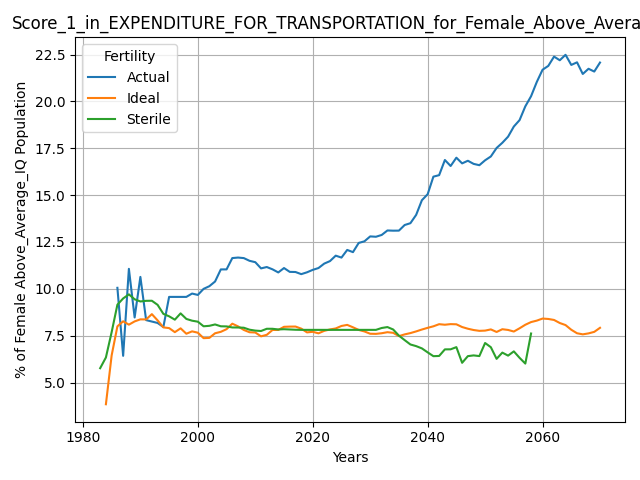 Score_1_in_EXPENDITURE_FOR_TRANSPORTATION_for_Female_Above_Avera
Fertility
Actual
Ideal
Sterile
22.5
20.0
17.5
15.0
12.5
10.0
7.5
5.0
% of Female Above_Average_IQ Population
1980 2000 2020 2040 2060
Years